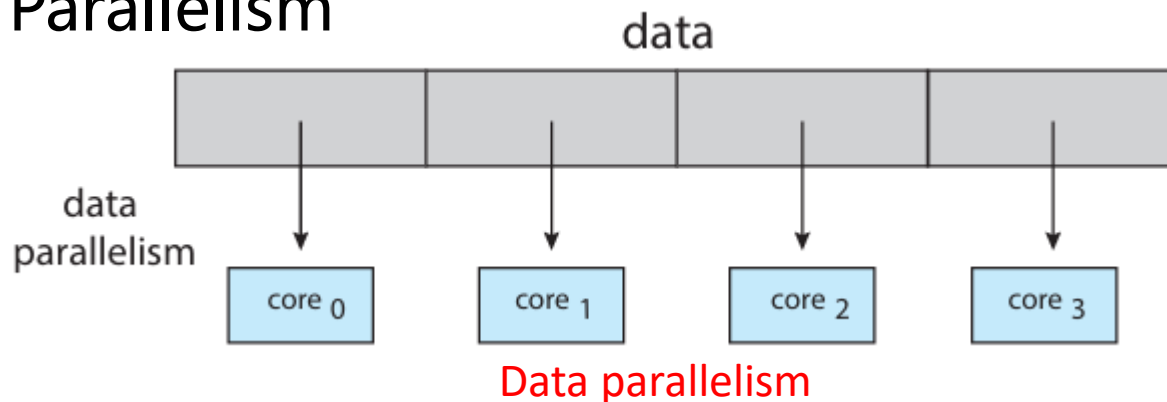 Parallelism
data
data
parallelism
core 0
core 1
core 2
core 3
Data parallelism